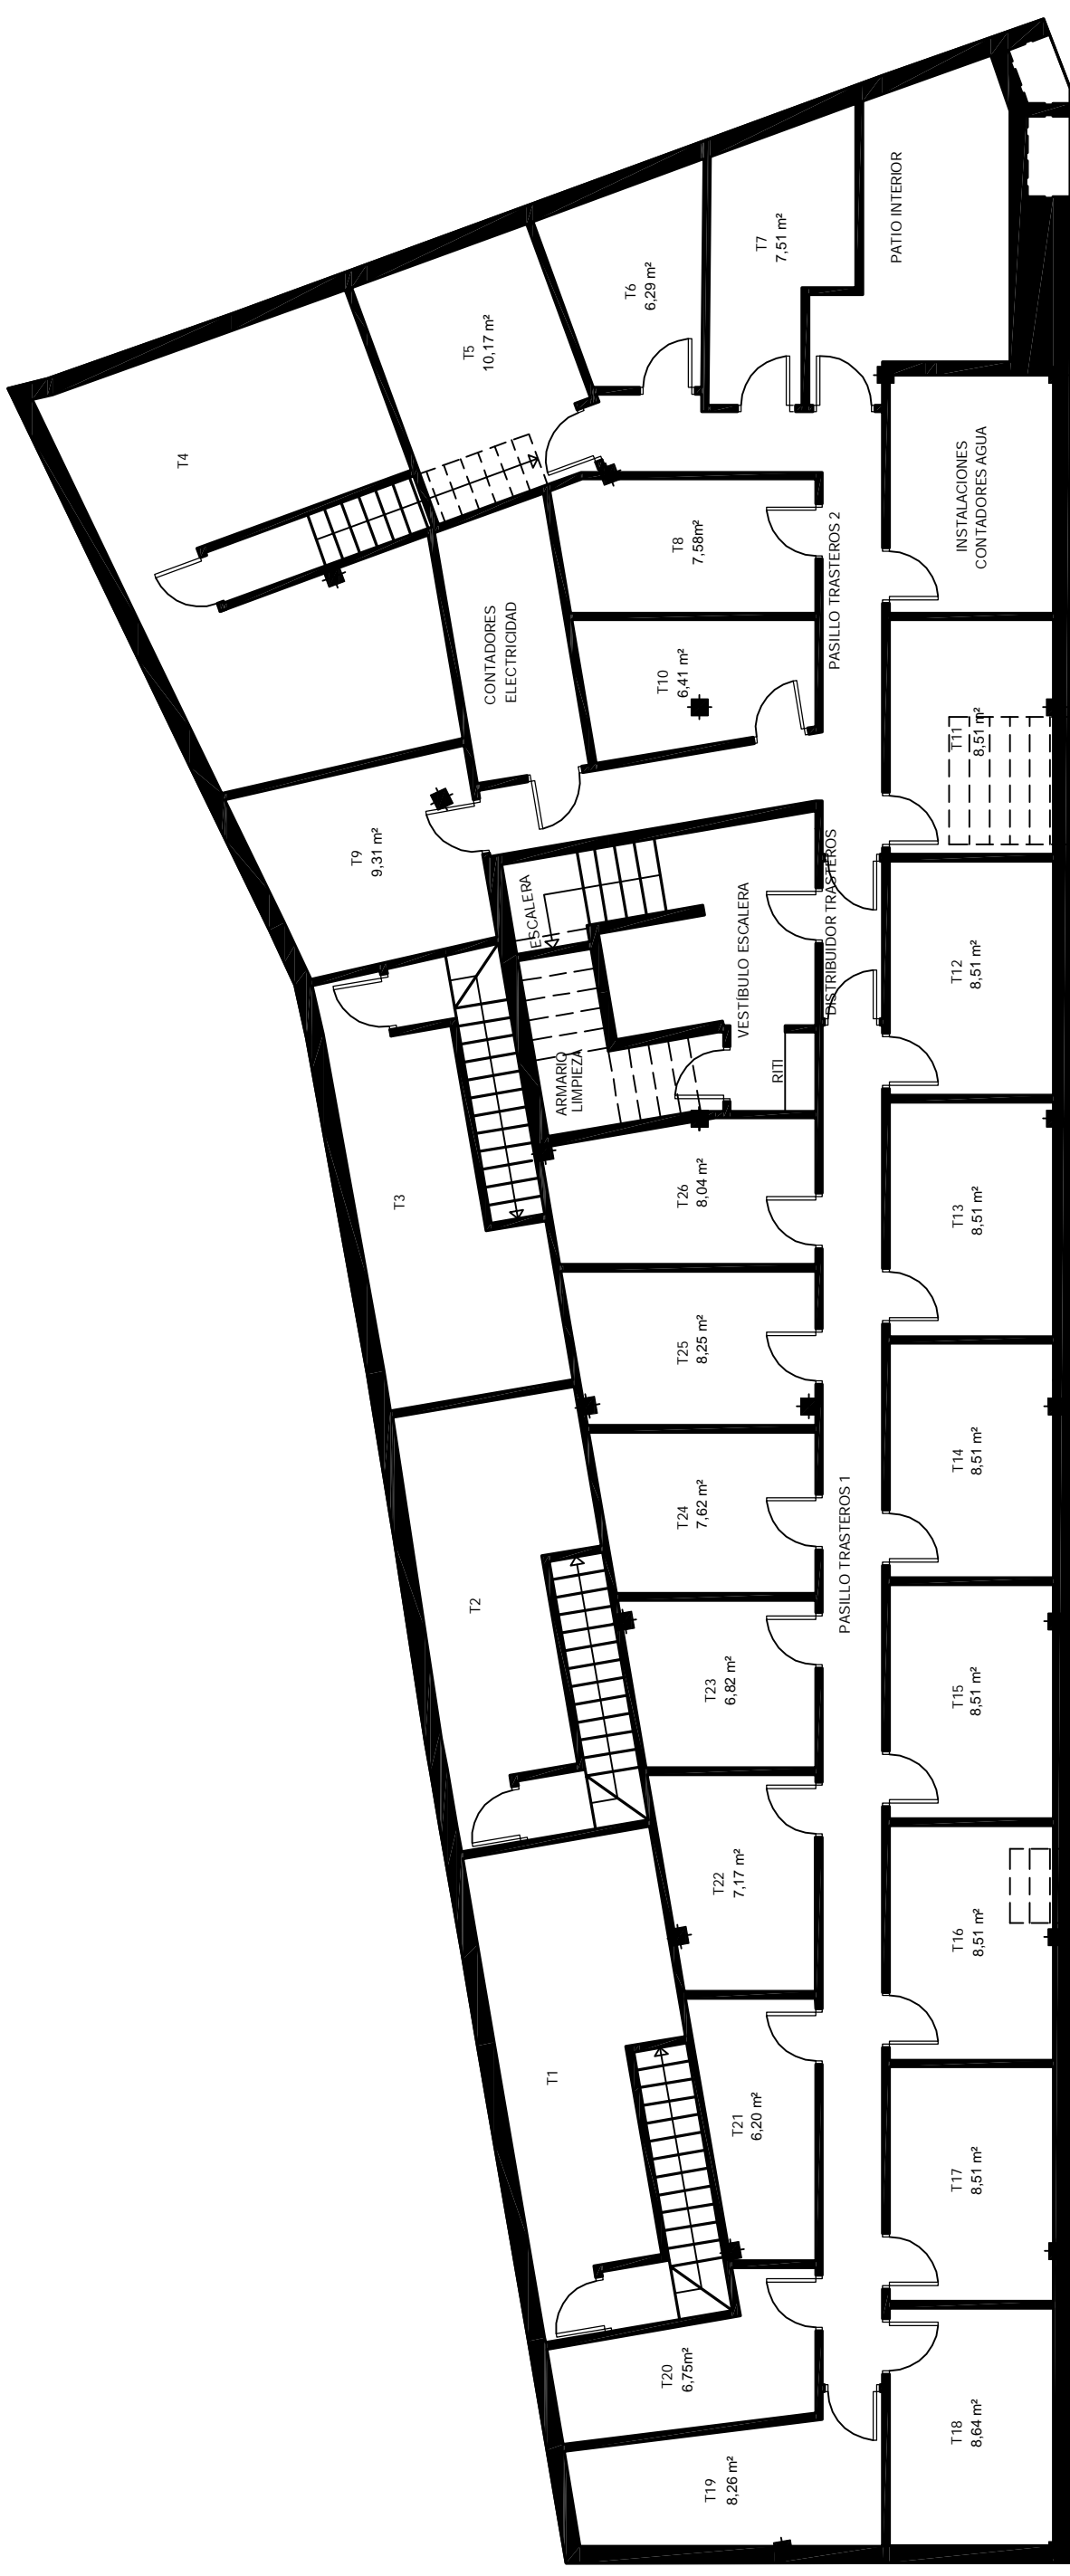 T4
T5
10,17 m²
T6
6,29 m²
T7
7,51 m²
PATIO INTERIOR
CONTADORES
ELECTRICIDAD
T8
7,58m²
T10
6,41 m²
PASILLO TRASTEROS 2
INSTALACIONES
CONTADORES AGUA
T11
8,51 m²
T9
9,31 m²
ESCALERA
VESTÍBULO ESCALERA
DISTRIBUIDOR TRASTEROS
T12
8,51 m²
ARMARIO
LIMPIEZA
RITI
T3
T26
8,04 m²
T13
8,51 m²
T25
8,25 m²
T14
8,51 m²
T24
7,62 m²
PASILLO TRASTEROS 1
T2
T23
6,82 m²
T15
8,51 m²
T22
7,17 m²
T16
8,51 m²
T1
T21
6,20 m²
T17
8,51 m²
T20
6,75m²
T18
8,64 m²
T19
8,26 m²